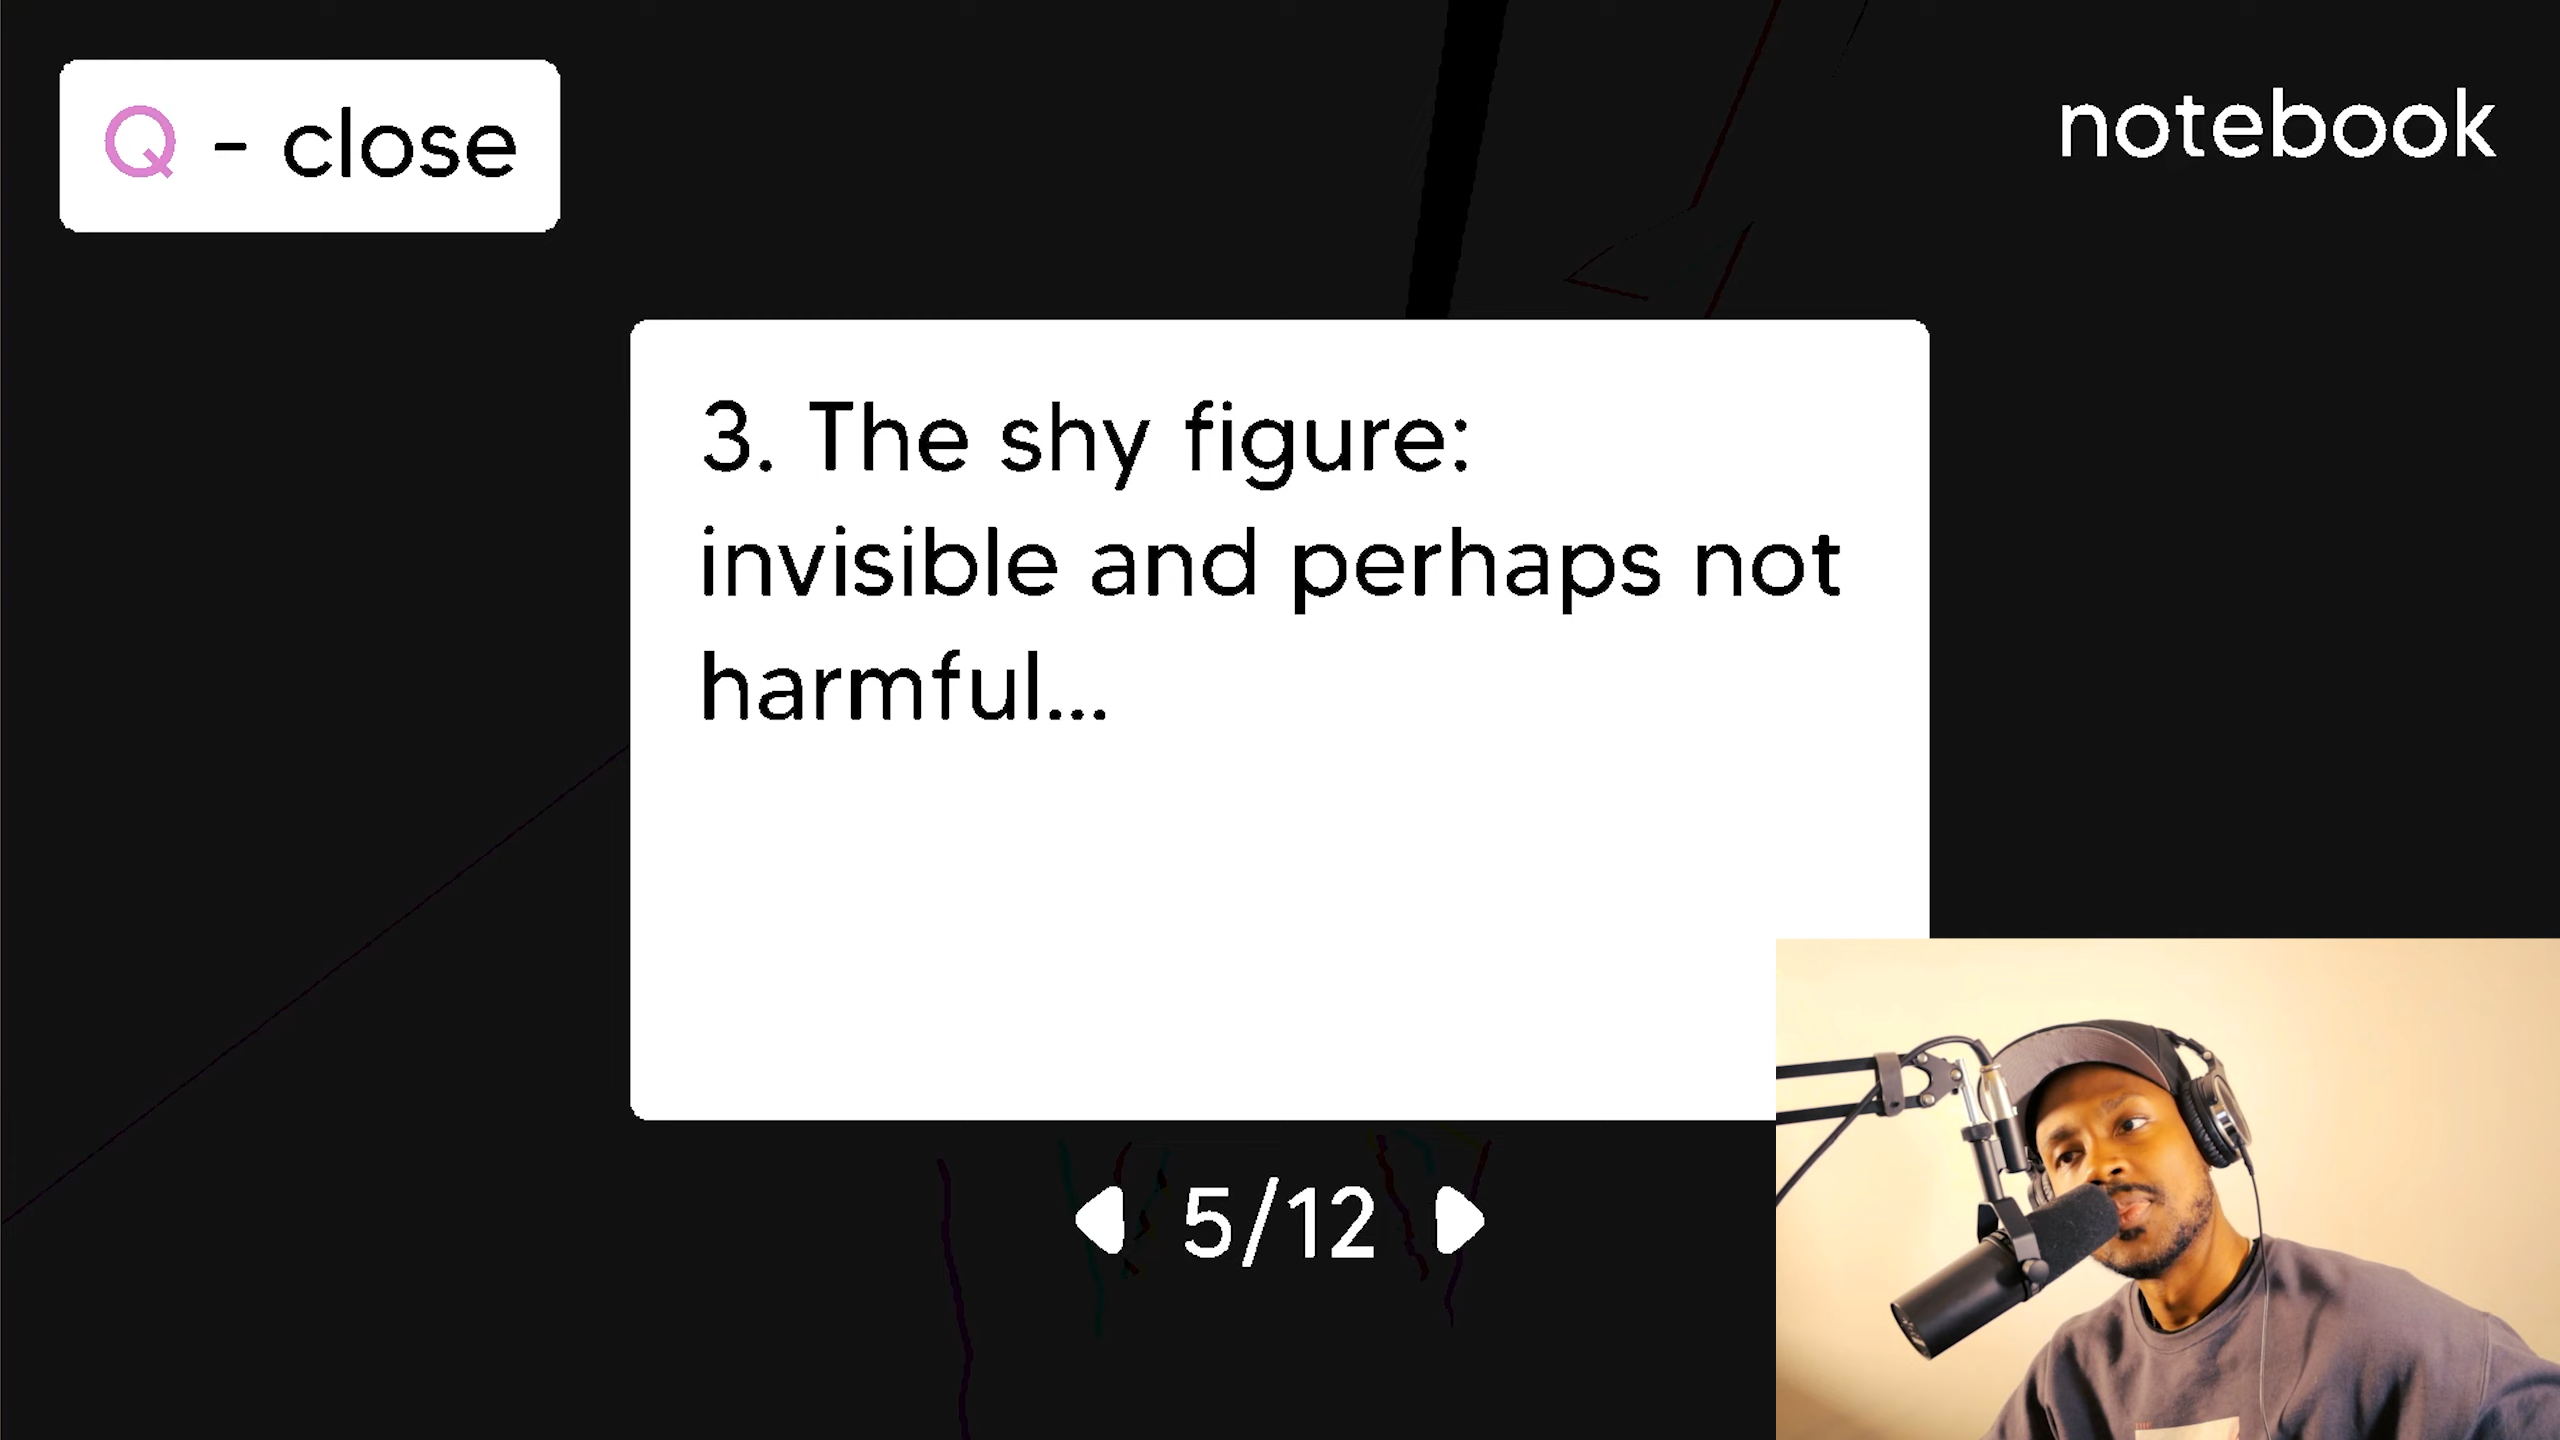 Q - close
notebook
3. The shy figure:
invisible and perhaps not
harmful...
5/12